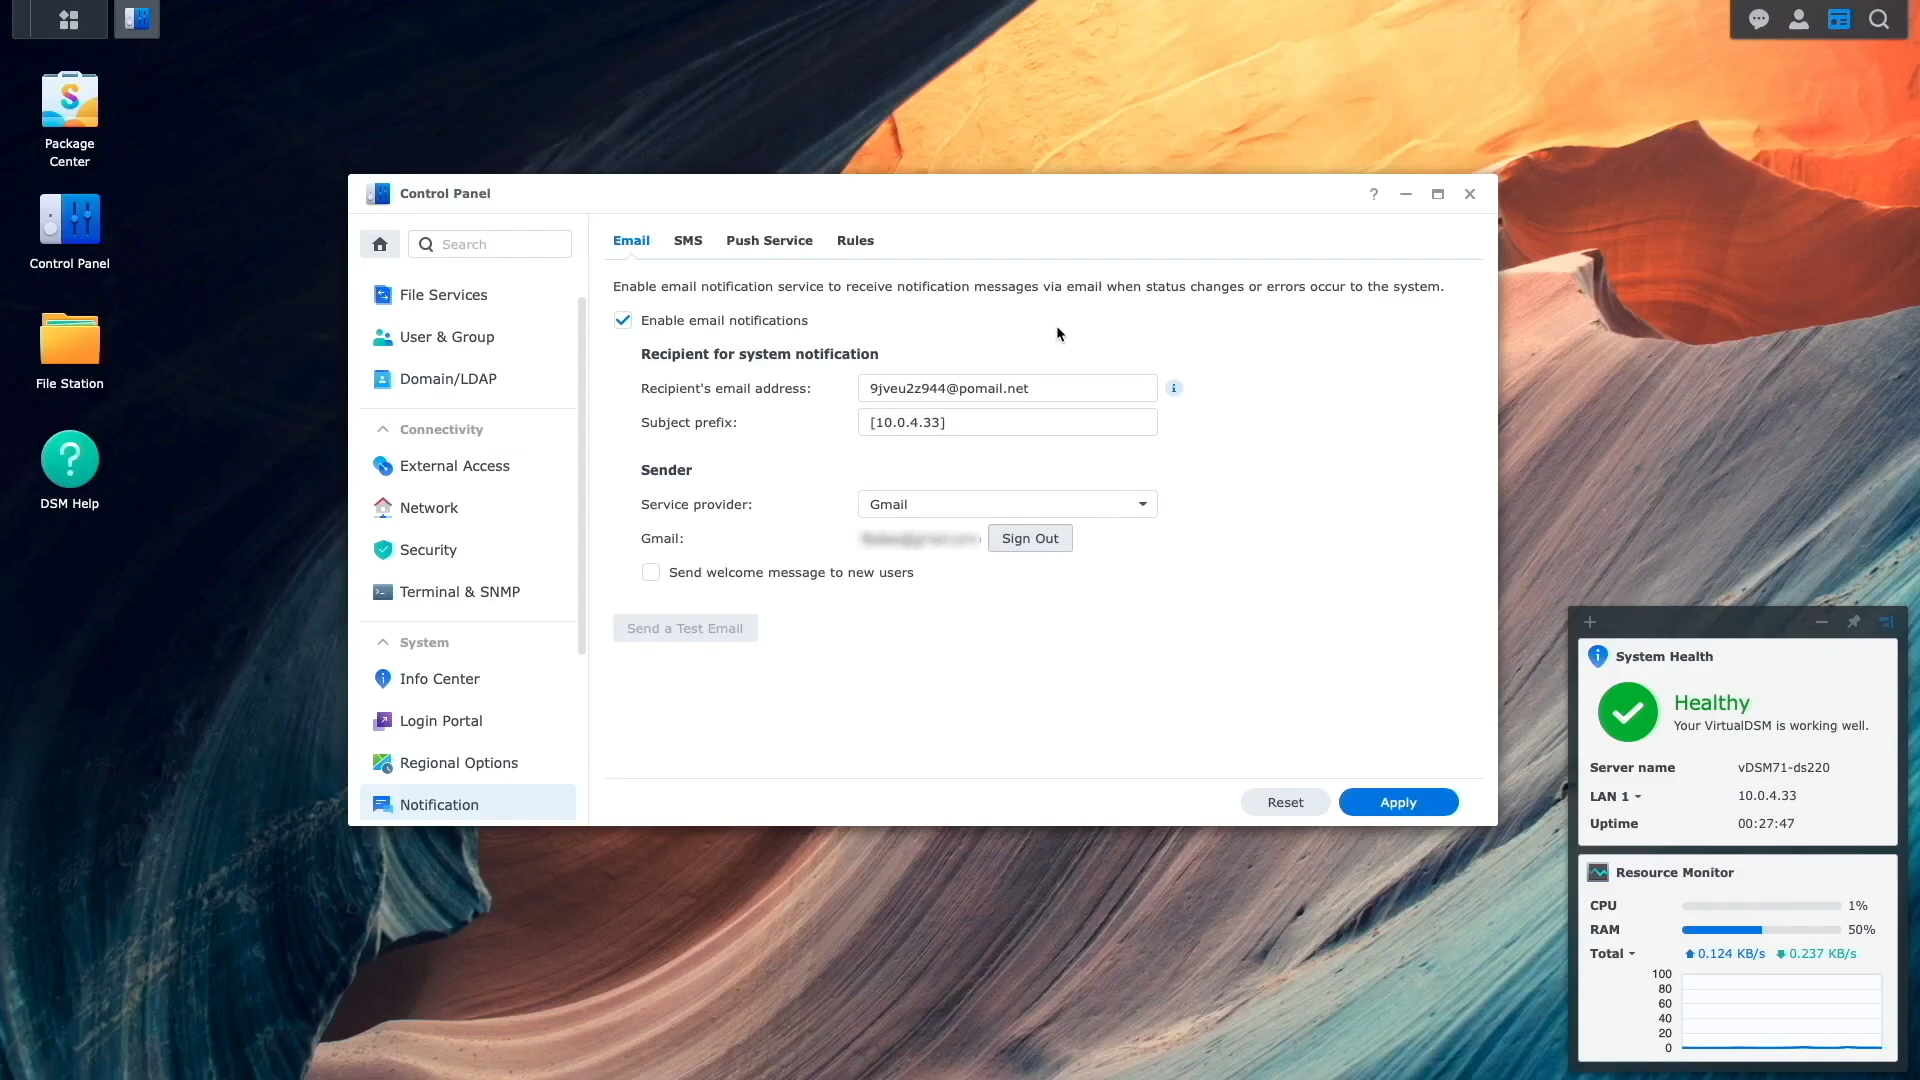 Package
Center
Control Panel
File Station
?
DSM Help
Control Panel
?
Search
File Services
User & Group
Domain/LDAP
Connectivity
External Access
Network
Security
Terminal & SNMP
System
Info Center
Login Portal
Regional Options
Notification
Email SMS Push Service Rules
Enable email notification service to receive notification messages via email when status changes or errors occur to the system.
Enable email notifications
Recipient for system notification
Recipient's email address: 9jveu2z944@pomail.net
Subject prefix: [10.0.4.33]
Sender
Service provider: Gmail
Gmail: Sign Out
Send welcome message to new users
Send a Test Email
Reset Apply
System Health
Healthy
Your VirtualDSM is working well.
Server name vDSM71-ds220
LAN 1 10.0.4.33
Uptime 00:27:47
Resource Monitor
CPU 1%
RAM 50%
Total 0.124 KB/s 0.237 KB/s
100
80
60
40
20
0